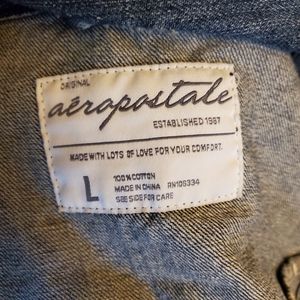 ORIGINAL
aéropostale
ESTABLISHED 1987
MADE WITH LOTS OF LOVE FOR YOUR COMFORT.
L
100% COTTON
MADE IN CHINA RN106334
SEE SIDE FOR CARE